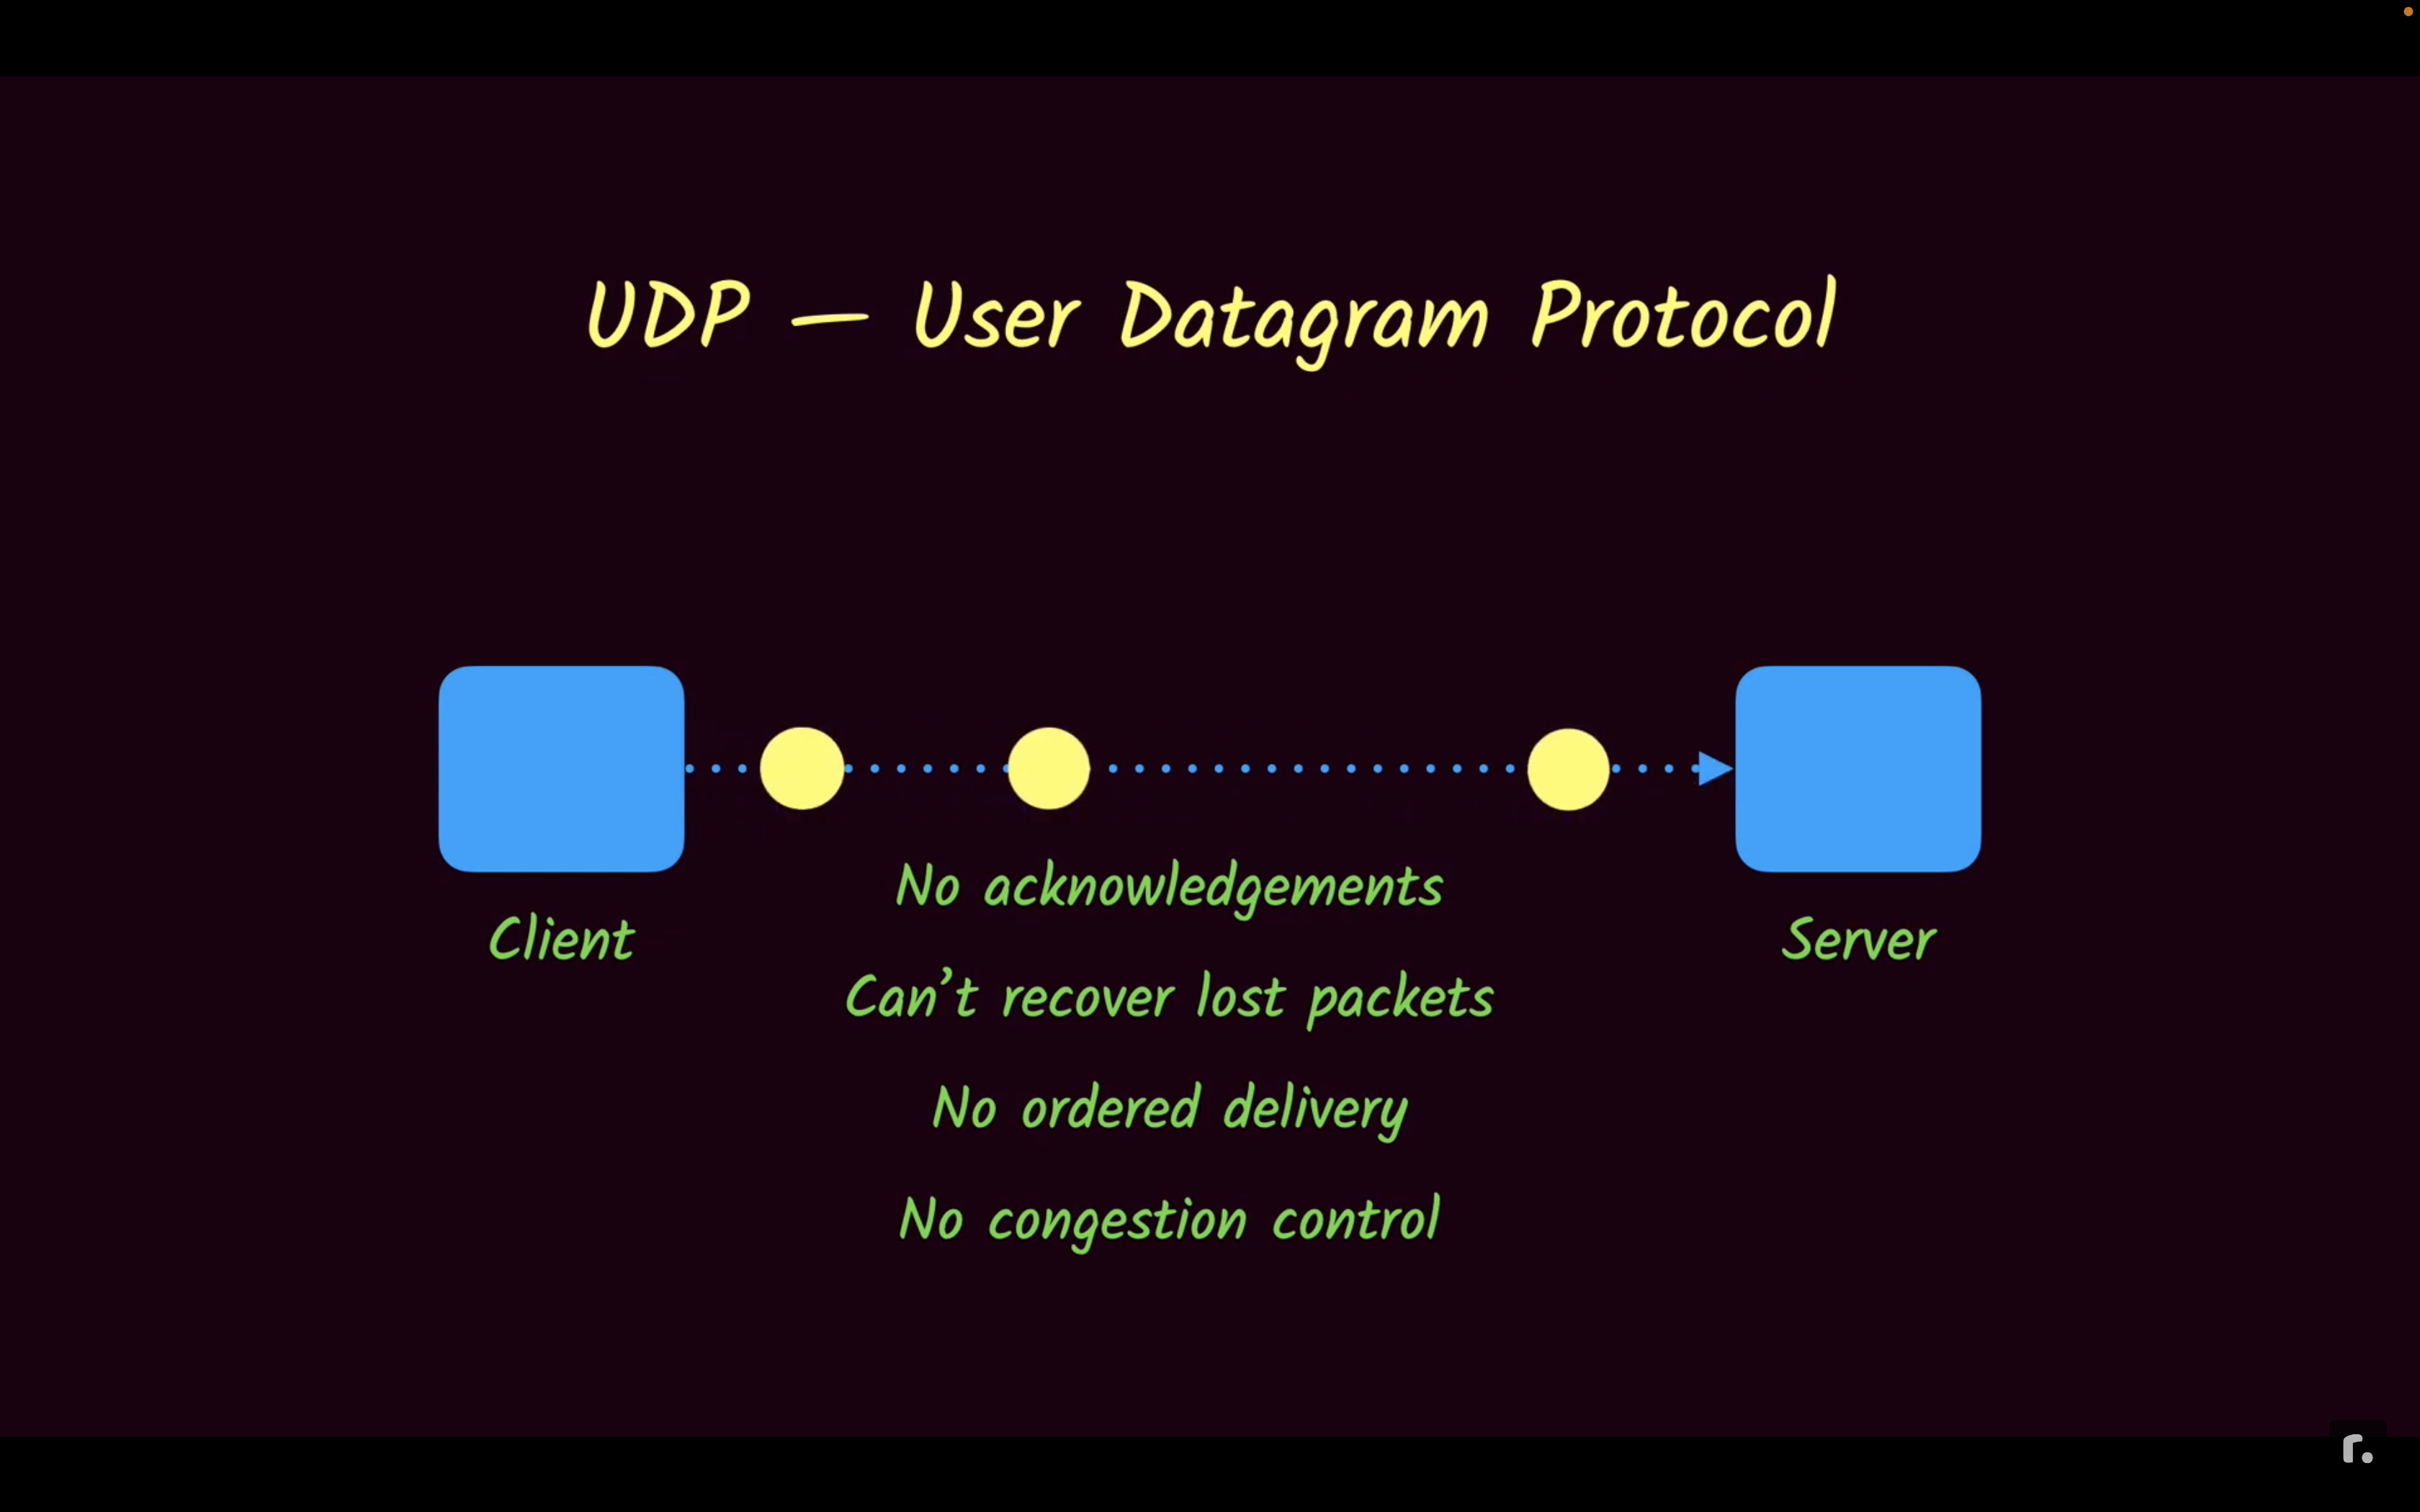 UDP — User Datagram Protocol
Client
Server
No acknowledgements
Can't recover lost packets
No ordered delivery
No congestion control
r.